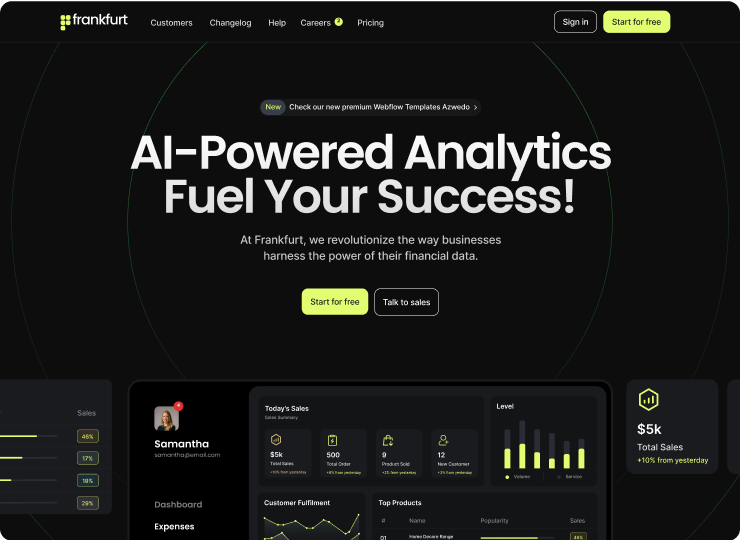 frankfurt
Customers
Changelog
Help
Careers
Pricing
Sign in
Start for free
New
Check our new premium Webflow Templates Azwedo
AI-Powered Analytics
Fuel Your Success!
At Frankfurt, we revolutionize the way businesses
harness the power of their financial data.
Start for free
Talk to sales
Sales
46%
17%
19%
29%
Samantha
samantha@email.com
Dashboard
Expenses
Today's Sales
Sales Summary
$5k
Total Sales
+10% from yesterday
500
Total Order
+8% from yesterday
9
Product Sold
+2% from yesterday
12
New Customer
+3% from yesterday
Level
Volume
Service
Customer Fulfilment
Top Products
#
Name
Popularity
Sales
01
Home Decore Range
46%
$5k
Total Sales
+10% from yesterday